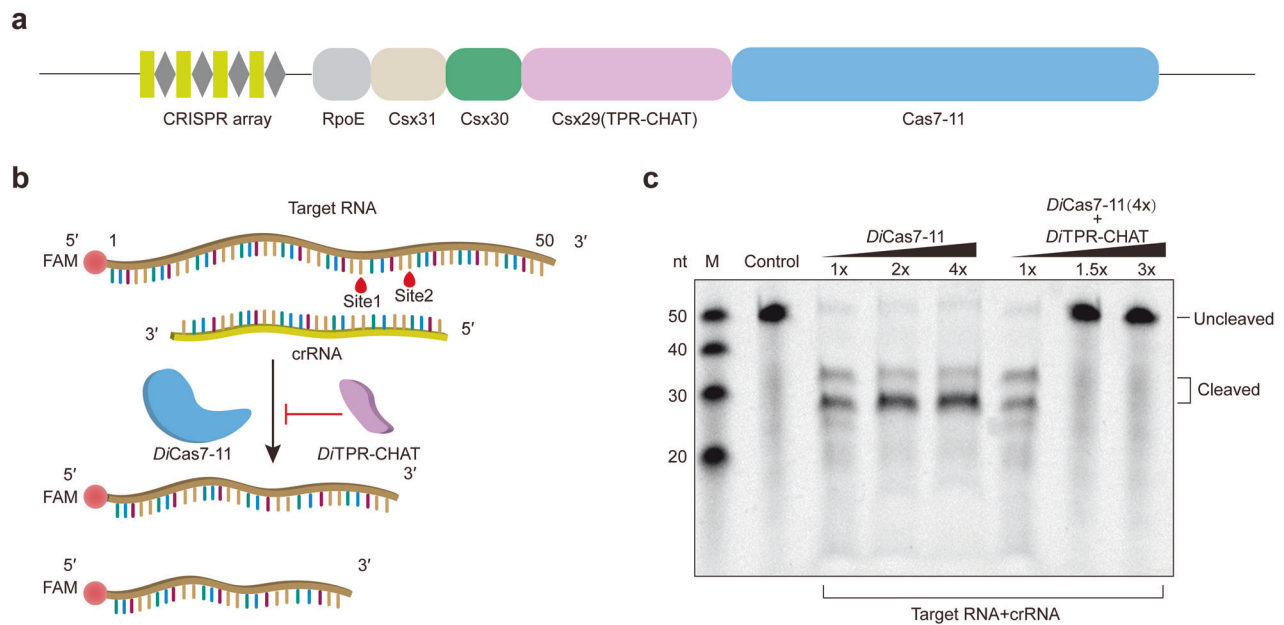 a
CRISPR array
RpoE
Csx31
Csx30
Csx29(TPR-CHAT)
Cas7-11
b
Target RNA
5′
1
50
3′
FAM
Site1
Site2
3′
5′
crRNA
DiCas7-11
DiTPR-CHAT
5′
3′
FAM
5′
3′
FAM
c
DiCas7-11(4x)
+
DiCas7-11
DiTPR-CHAT
nt
M
Control
1x
2x
4x
1x
1.5x
3x
50
40
30
20
Uncleaved
Cleaved
Target RNA+crRNA